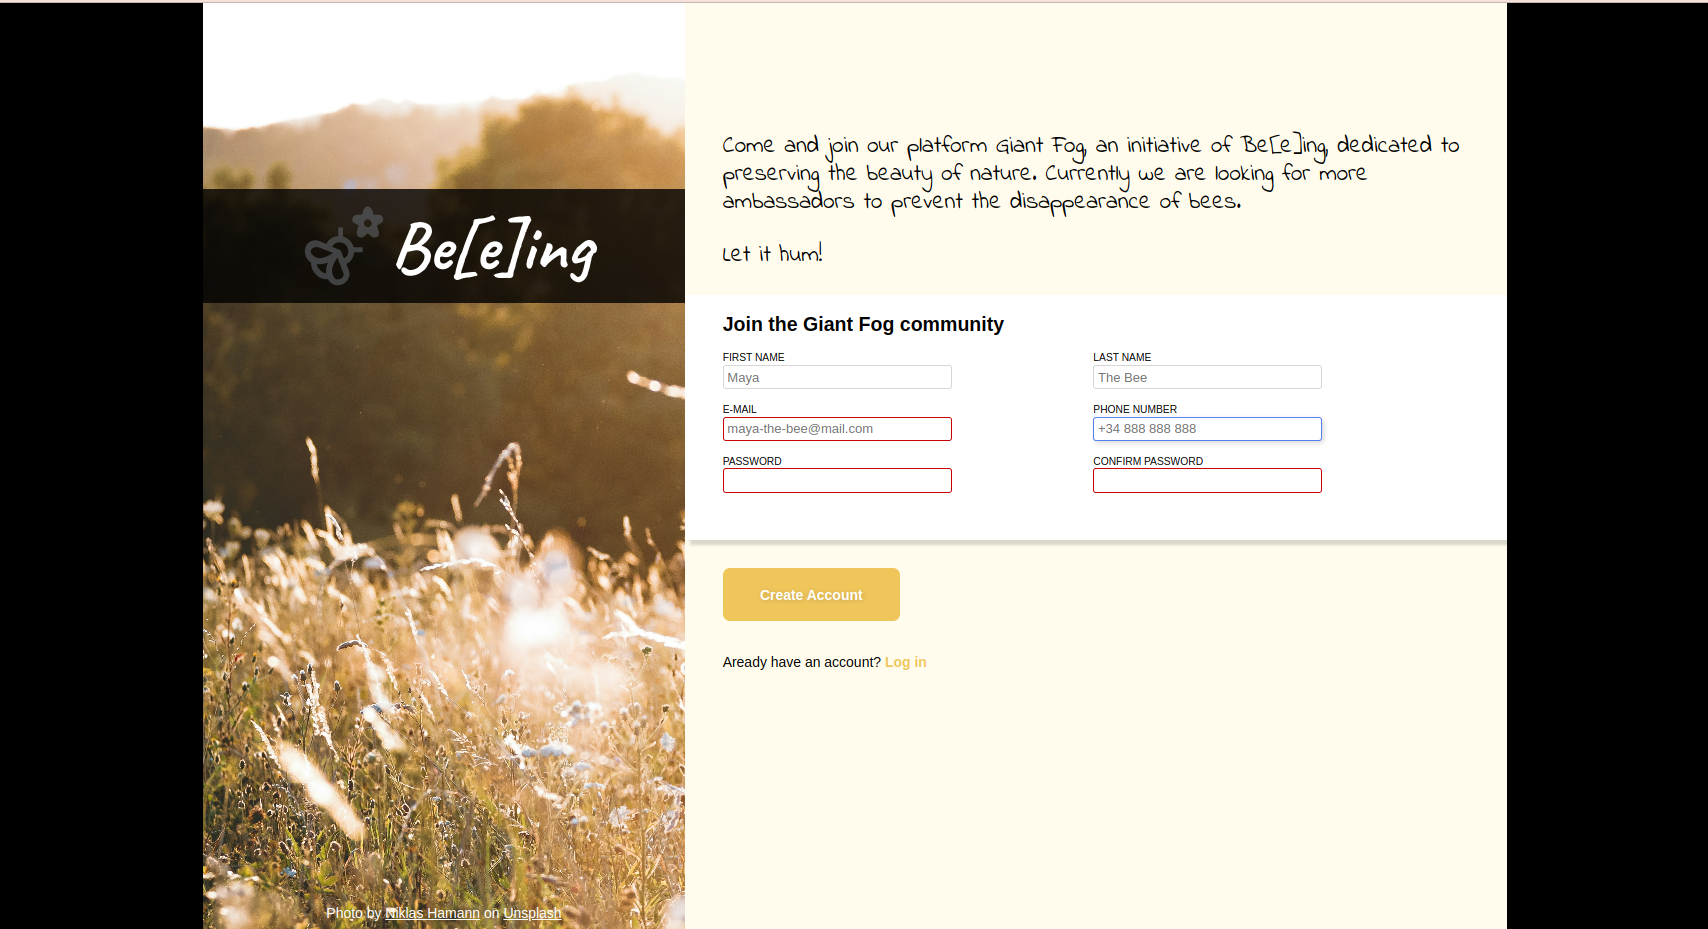 Be[e]ing
Photo by Niklas Hamann on Unsplash
Come and join our platform Giant Fog, an initiative of Be[e]ing, dedicated to
preserving the beauty of nature. Currently we are looking for more
ambassadors to prevent the disappearance of bees.
Let it hum!
Join the Giant Fog community
FIRST NAME
Maya
LAST NAME
The Bee
E-MAIL
maya-the-bee@mail.com
PHONE NUMBER
+34 888 888 888
PASSWORD
CONFIRM PASSWORD
Create Account
Aready have an account? Log in